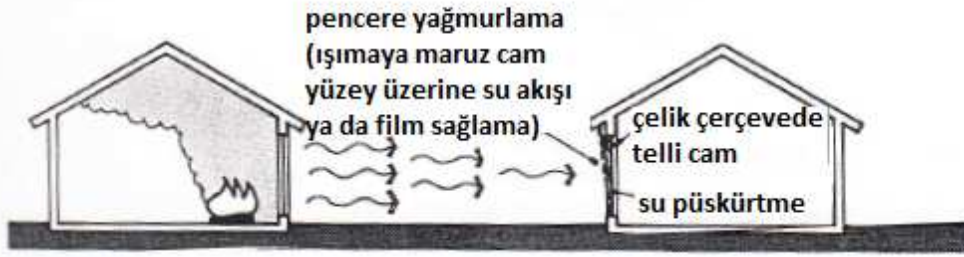 pencere yağmurlama
(ışımaya maruz cam
yüzey üzerine su akışı
ya da film sağlama)
çelik çerçevede
telli cam
su püskürtme